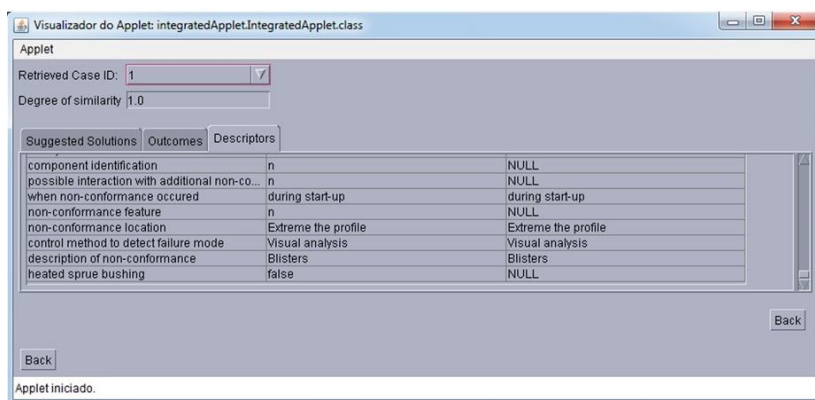 Visualizador do Applet: integratedApplet.IntegratedApplet.class
Applet
Retrieved Case ID: 1
Degree of similarity 1.0
Suggested Solutions Outcomes Descriptors
component identification n NULL
possible interaction with additional non-co... n NULL
when non-conformance occured during start-up during start-up
non-conformance feature n NULL
non-conformance location Extreme the profile Extreme the profile
control method to detect failure mode Visual analysis Visual analysis
description of non-conformance Blisters Blisters
heated sprue bushing false NULL
Back
Back
Applet iniciado.